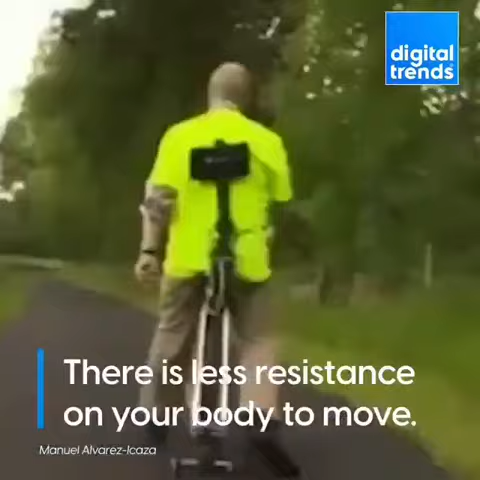 digital
trends
There is less resistance
on your body to move.
Manuel Alvarez-Icaza